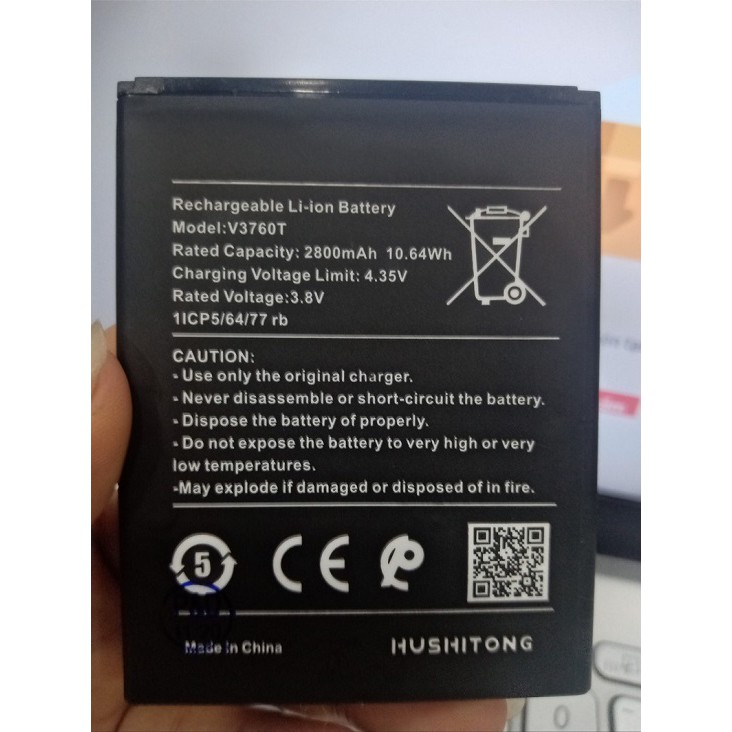 Rechargeable Li-ion Battery
Model:V3760T
Rated Capacity: 2800mAh 10.64Wh
Charging Voltage Limit: 4.35V
Rated Voltage:3.8V
1ICP5/64/77 rb
CAUTION:
- Use only the original charger.
- Never disassemble or short-circuit the battery.
- Dispose the battery of properly.
- Do not expose the battery to very high or very
low temperatures.
-May explode if damaged or disposed of in fire.
5
CE
Made In China
HUSHITONG
0